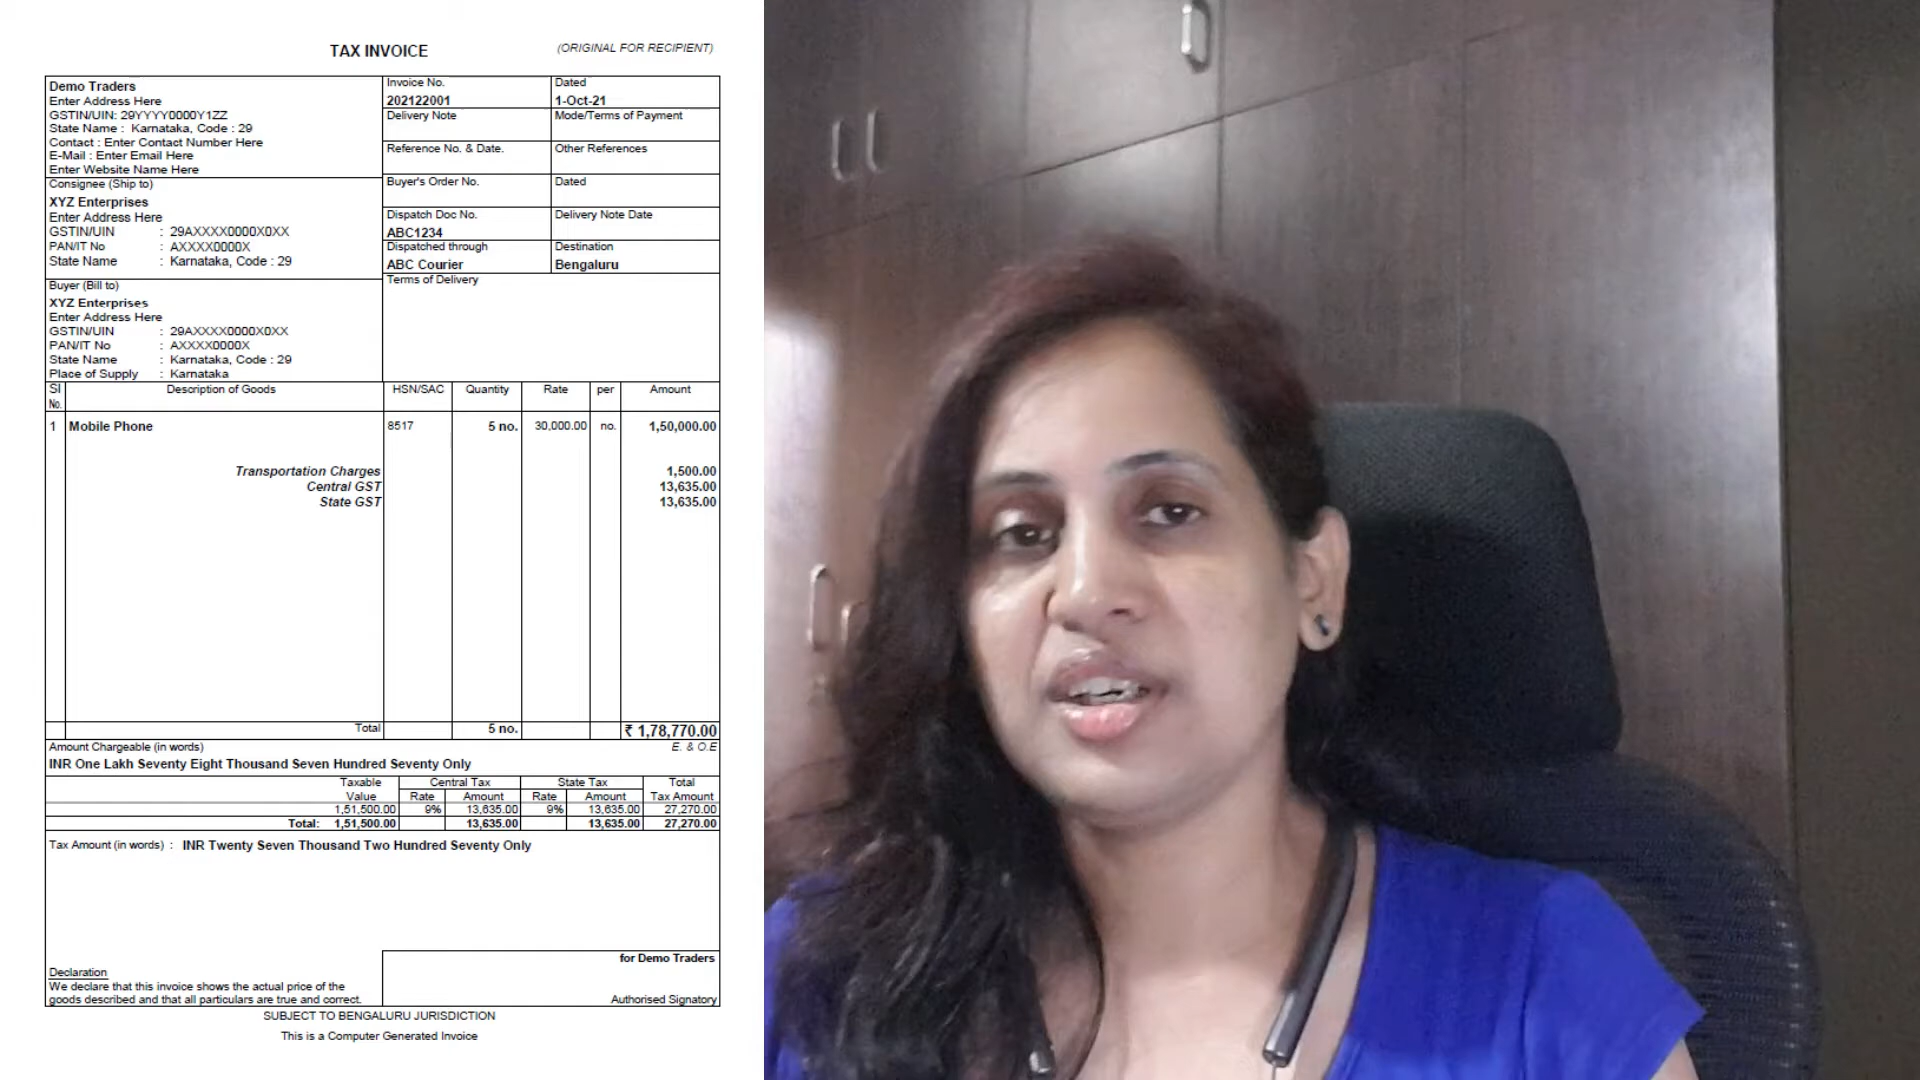 TAX INVOICE
(ORIGINAL FOR RECIPIENT)
Demo Traders
Enter Address Here
GSTIN/UIN: 29YYYY0000Y1ZZ
State Name : Karnataka, Code : 29
Contact : Enter Contact Number Here
E-Mail : Enter Email Here
Enter Website Name Here
Consignee (Ship to)
XYZ Enterprises
Enter Address Here
GSTIN/UIN : 29AXXXX0000X0XX
PAN/IT No : AXXXX0000X
State Name : Karnataka, Code : 29
Buyer (Bill to)
XYZ Enterprises
Enter Address Here
GSTIN/UIN : 29AXXXX0000X0XX
PAN/IT No : AXXXX0000X
State Name : Karnataka, Code : 29
Place of Supply : Karnataka
Invoice No. Dated
202122001 1-Oct-21
Delivery Note Mode/Terms of Payment
Reference No. & Date. Other References
Buyer's Order No. Dated
Dispatch Doc No. Delivery Note Date
ABC1234
Dispatched through Destination
ABC Courier Bengaluru
Terms of Delivery
SI Description of Goods HSN/SAC Quantity Rate per Amount
No.
1 Mobile Phone 8517 5 no. 30,000.00 no. 1,50,000.00
Transportation Charges 1,500.00
Central GST 13,635.00
State GST 13,635.00
Total 5 no. ₹ 1,78,770.00
Amount Chargeable (in words) E. & O.E
INR One Lakh Seventy Eight Thousand Seven Hundred Seventy Only
Taxable Central Tax State Tax Total
Value Rate Amount Rate Amount Tax Amount
1,51,500.00 9% 13,635.00 9% 13,635.00 27,270.00
Total: 1,51,500.00 13,635.00 13,635.00 27,270.00
Tax Amount (in words) : INR Twenty Seven Thousand Two Hundred Seventy Only
for Demo Traders
Declaration
We declare that this invoice shows the actual price of the
goods described and that all particulars are true and correct.
Authorised Signatory
SUBJECT TO BENGALURU JURISDICTION
This is a Computer Generated Invoice